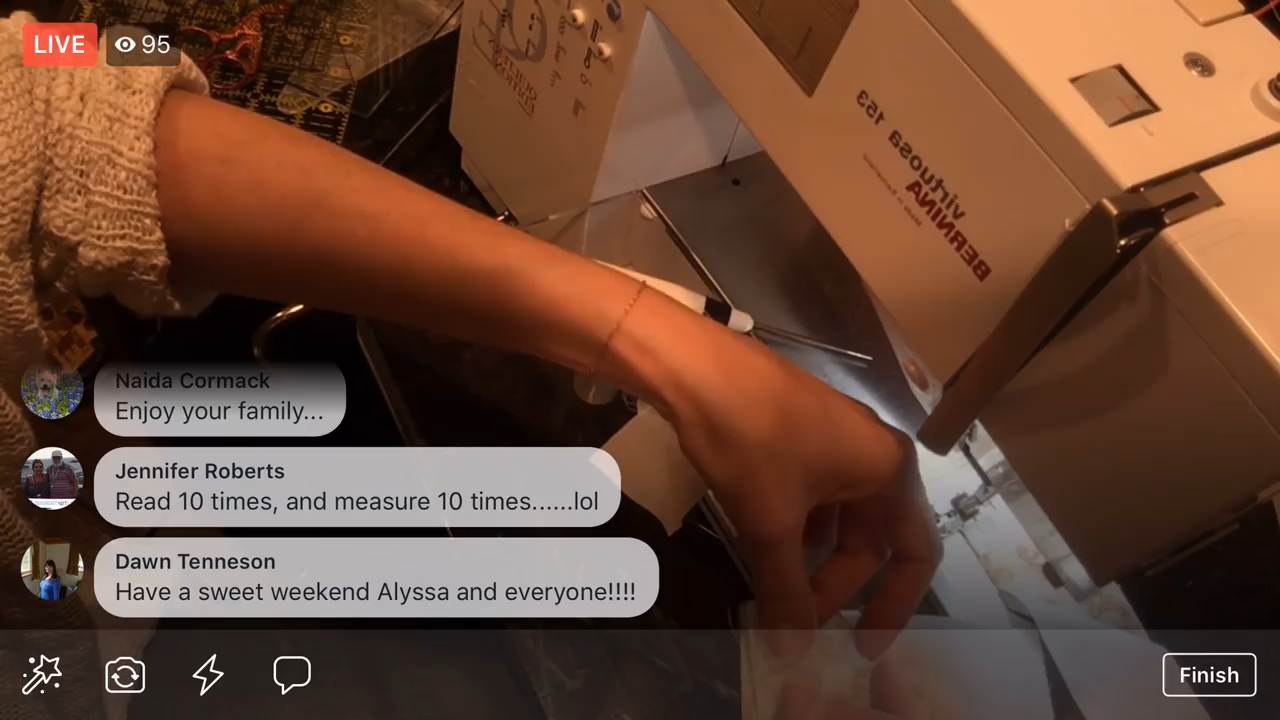 LIVE 95
virtuosa 153
BERNINA
Naida Cormack
Enjoy your family...
Jennifer Roberts
Read 10 times, and measure 10 times......lol
Dawn Tenneson
Have a sweet weekend Alyssa and everyone!!!!
Finish